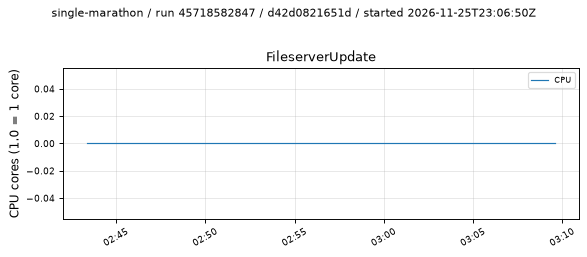 single-marathon / run 45718582847 / d42d0821651d / started 2026-11-25T23:06:50Z
FileserverUpdate
CPU cores (1.0 = 1 core)
0.04
0.02
0.00
−0.02
−0.04
CPU
02:45
02:50
02:55
03:00
03:05
03:10